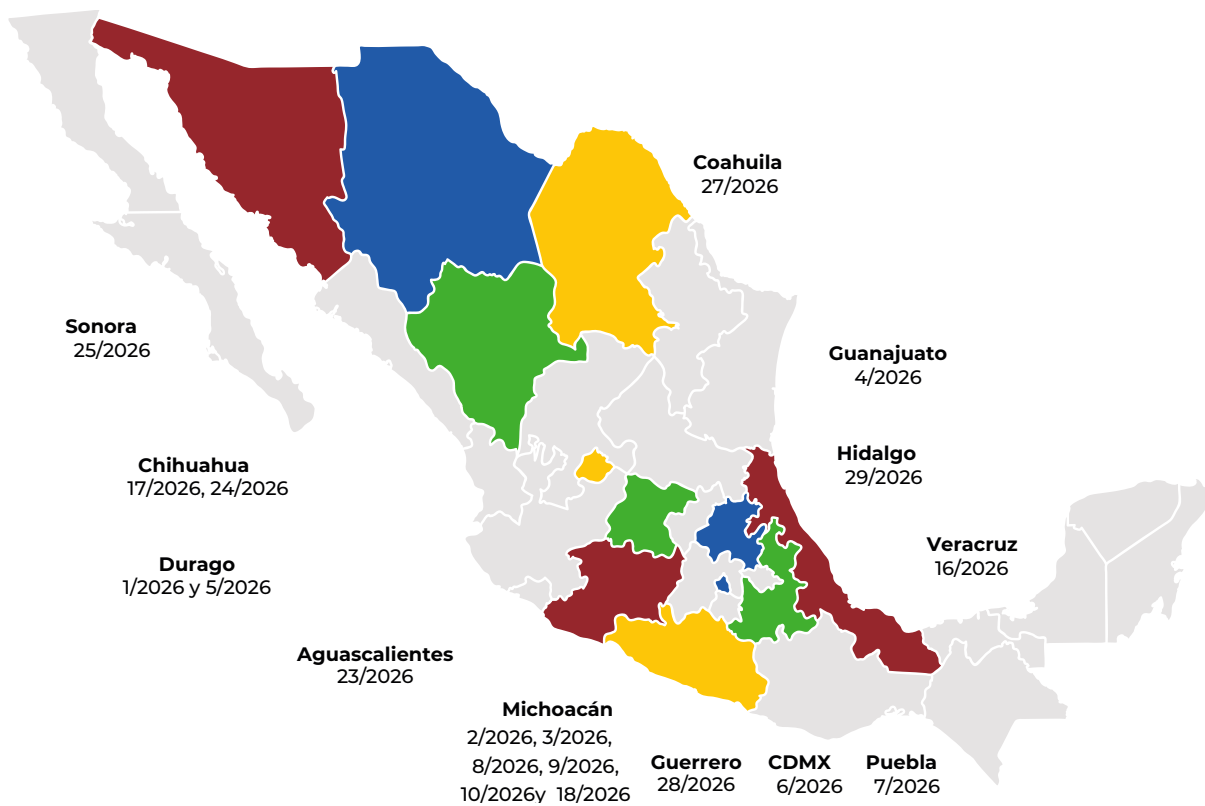 Coahuila
27/2026
Sonora
25/2026
Guanajuato
4/2026
Hidalgo
29/2026
Chihuahua
17/2026, 24/2026
Veracruz
16/2026
Durago
1/2026 y 5/2026
Aguascalientes
23/2026
Michoacán
2/2026, 3/2026,
8/2026, 9/2026,
10/2026y 18/2026
Guerrero
28/2026
CDMX
6/2026
Puebla
7/2026